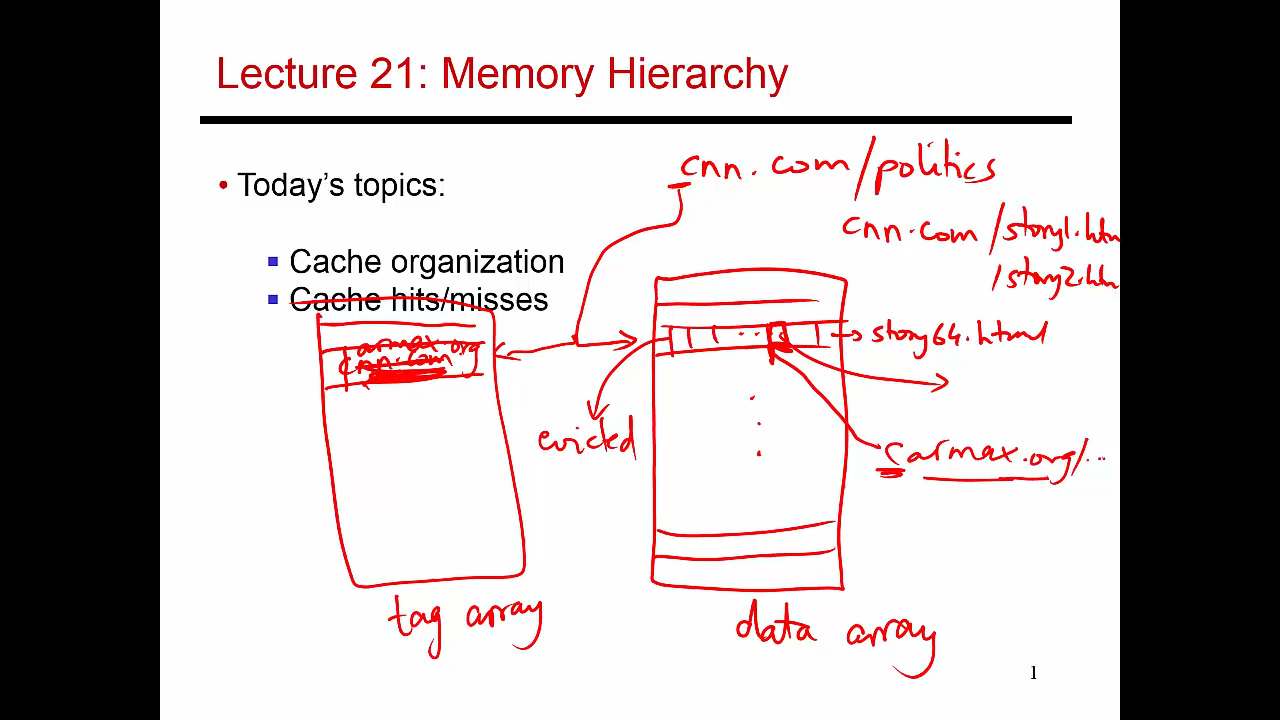 Lecture 21: Memory Hierarchy
• Today's topics:
▪ Cache organization
▪ Cache hits/misses
cnn.com/politics
cnn.com/story1.htm
/story2.htm
story64.html
carmax.org
cnn.com
evicted
carmax.org/...
tag array
data array
1